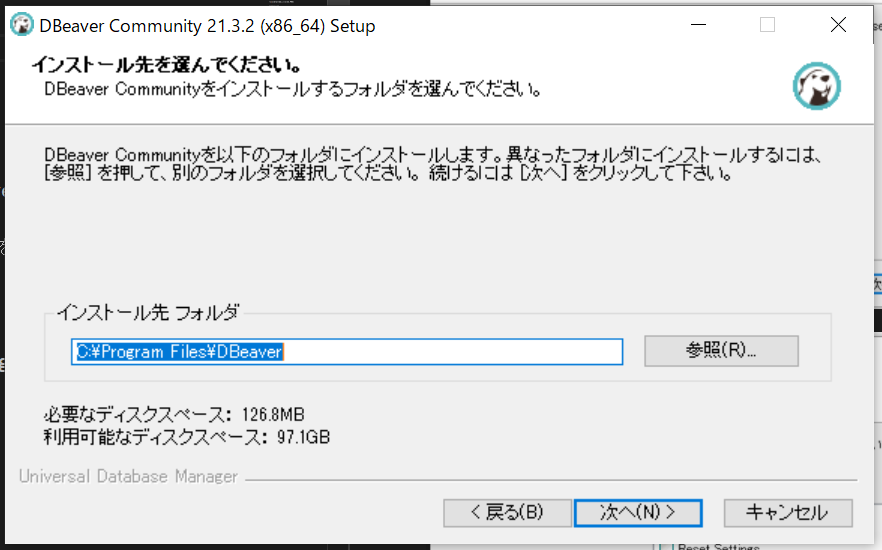 DBeaver Community 21.3.2 (x86_64) Setup
インストール先を選んでください。
DBeaver Communityをインストールするフォルダを選んでください。
DBeaver Communityを以下のフォルダにインストールします。異なったフォルダにインストールするには、
[参照] を押して、別のフォルダを選択してください。 続けるには [次へ] をクリックして下さい。
インストール先 フォルダ
C:¥Program Files¥DBeaver
参照(R)...
必要なディスクスペース: 126.8MB
利用可能なディスクスペース: 97.1GB
Universal Database Manager
< 戻る(B)
次へ(N) >
キャンセル
Reset Settings